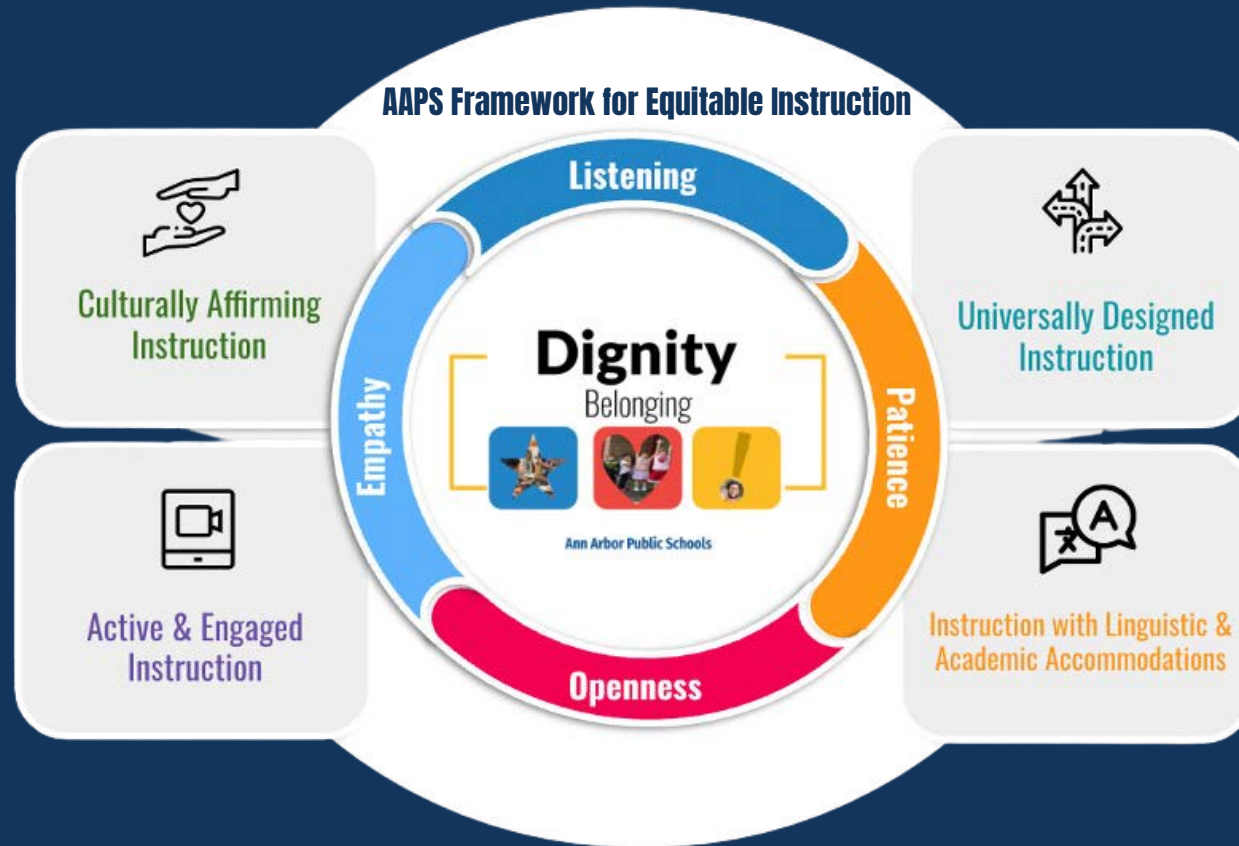 AAPS Framework for Equitable Instruction
Culturally Affirming
Instruction
Active & Engaged
Instruction
Listening
Empathy
Dignity
Belonging
Ann Arbor Public Schools
Patience
Openness
Universally Designed
Instruction
A
Instruction with Linguistic &
Academic Accommodations